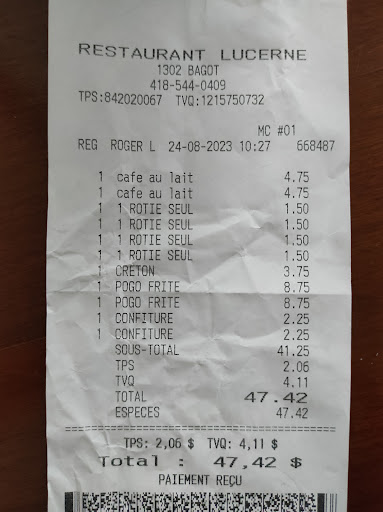 RESTAURANT LUCERNE
1302 BAGOT
418-544-0409
TPS:842020067 TVQ:1215750732
MC #01
REG ROGER L 24-08-2023 10:27 668487
1 cafe au lait 4.75
1 cafe au lait 4.75
1 1 ROTIE SEUL 1.50
1 1 ROTIE SEUL 1.50
1 1 ROTIE SEUL 1.50
1 1 ROTIE SEUL 1.50
1 CRETON 3.75
1 POGO FRITE 8.75
1 POGO FRITE 8.75
1 CONFITURE 2.25
1 CONFITURE 2.25
SOUS-TOTAL 41.25
TPS 2.06
TVQ 4.11
TOTAL 47.42
ESPECES 47.42
TPS: 2,06 $ TVQ: 4,11 $
Total : 47,42 $
PAIEMENT REÇU